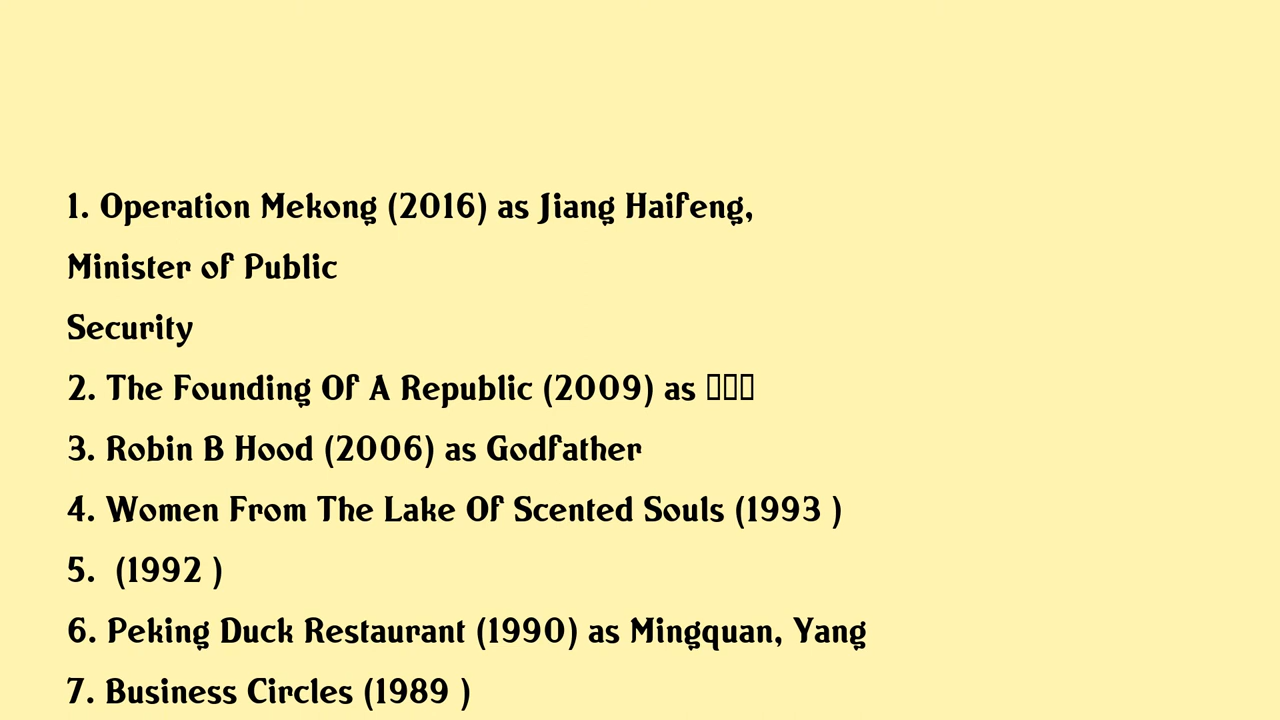 1. Operation Mekong (2016) as Jiang Haifeng,
Minister of Public
Security
2. The Founding Of A Republic (2009) as
3. Robin B Hood (2006) as Godfather
4. Women From The Lake Of Scented Souls (1993 )
5.  (1992 )
6. Peking Duck Restaurant (1990) as Mingquan, Yang
7. Business Circles (1989 )